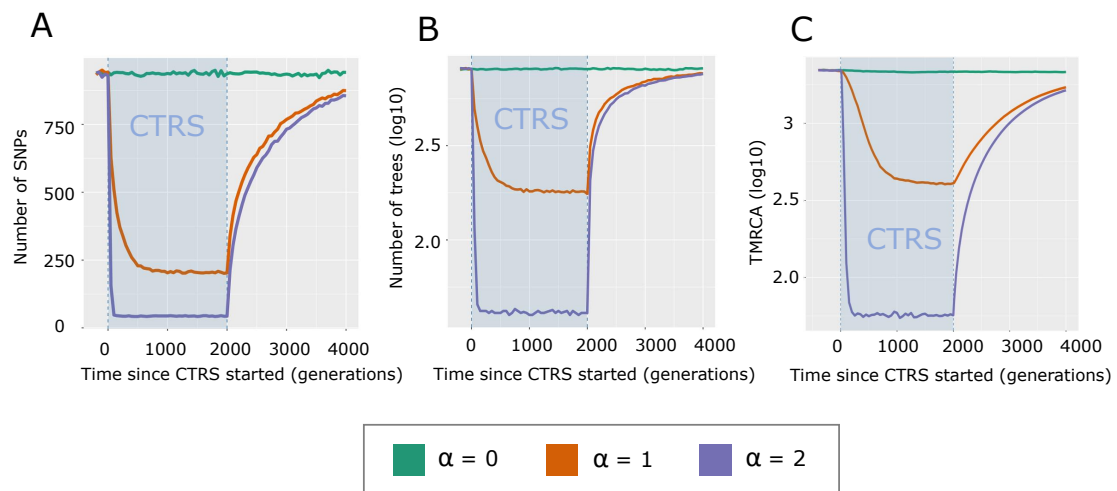 A
B
C
CTRS
CTRS
CTRS
Number of SNPs
750
500
250
0
Number of trees (log10)
2.5
2.0
TMRCA (log10)
3
2.5
2.0
0 1000 2000 3000 4000
0 1000 2000 3000 4000
0 1000 2000 3000 4000
Time since CTRS started (generations)
Time since CTRS started (generations)
Time since CTRS started (generations)
α = 0
α = 1
α = 2